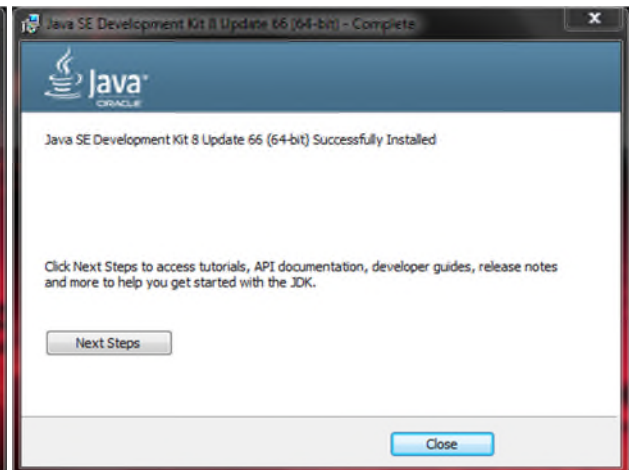 Java SE Development Kit 8 Update 66 (64-bit) - Complete
Java
ORACLE
Java SE Development Kit 8 Update 66 (64-bit) Successfully Installed
Click Next Steps to access tutorials, API documentation, developer guides, release notes
and more to help you get started with the JDK.
Next Steps
Close